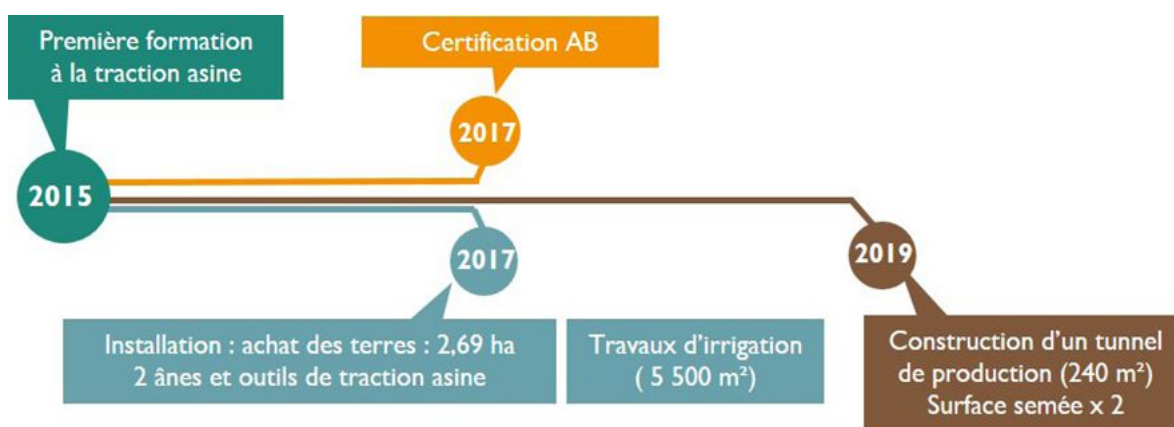 Première formation
à la traction asine
Certification AB
2017
2015
2017
2019
Installation : achat des terres : 2,69 ha
2 ânes et outils de traction asine
Travaux d’irrigation
( 5 500 m²)
Construction d’un tunnel
de production (240 m²)
Surface semée x 2